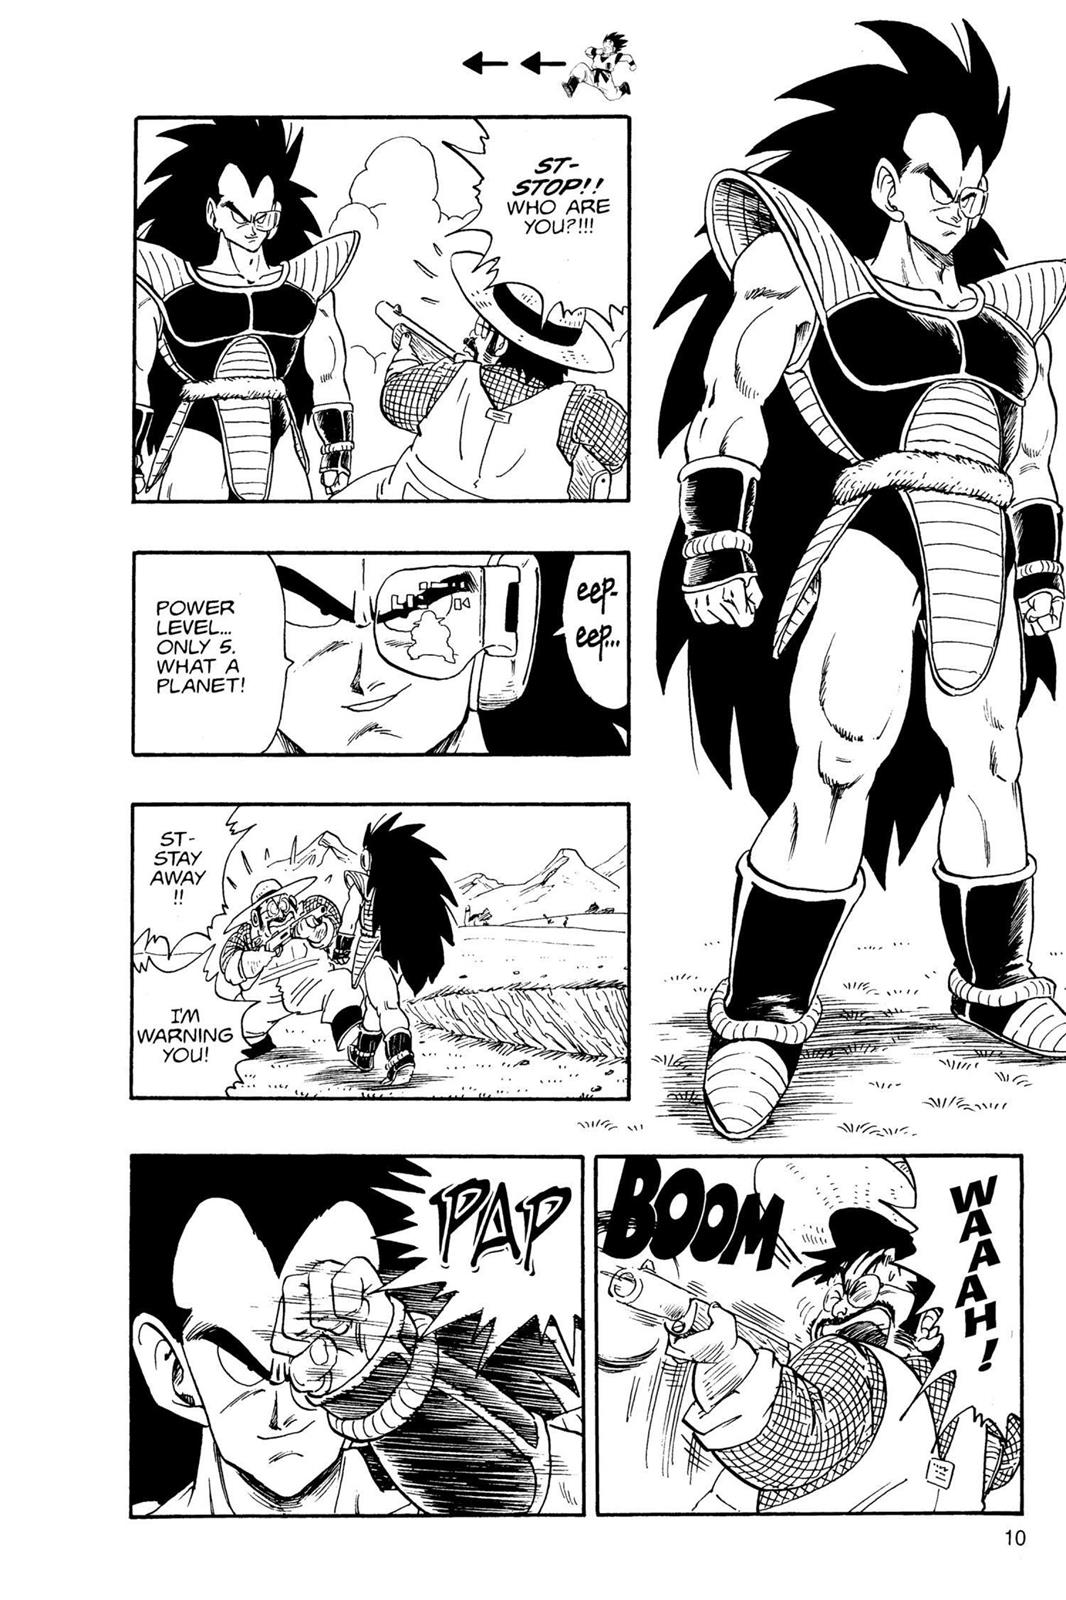 ST-
STOP!!
WHO ARE
YOU?!!!
eep-
eep...
POWER
LEVEL...
ONLY 5.
WHAT A
PLANET!
ST-
STAY
AWAY
!!
I'M
WARNING
YOU!
WAAAH!
BOOM
PAP
10